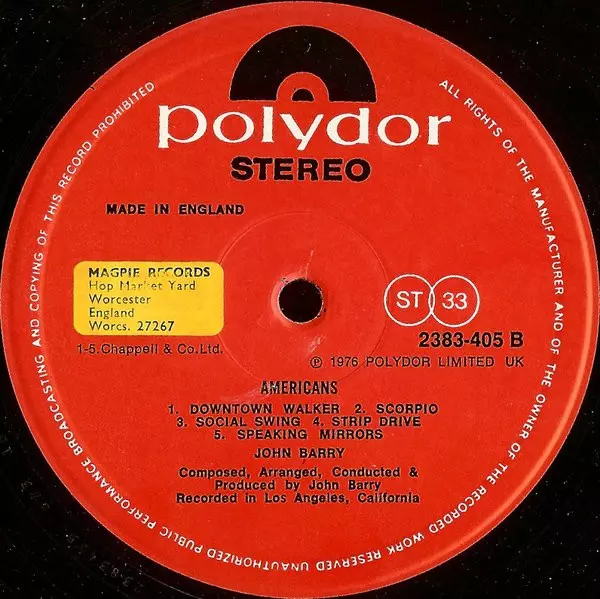 polydor
STEREO
MADE IN ENGLAND
MAGPIE RECORDS
Hop Market Yard
Worcester
England
Worcs. 27267
1-5.Chappell & Co.Ltd.
ST 33
2383-405 B
℗ 1976 POLYDOR LIMITED UK
AMERICANS
1. DOWNTOWN WALKER 2. SCORPIO
3. SOCIAL SWING 4. STRIP DRIVE
5. SPEAKING MIRRORS
JOHN BARRY
Composed, Arranged, Conducted &
Produced by John Barry
Recorded in Los Angeles, California
ALL RIGHTS OF THE MANUFACTURER AND OF THE OWNER OF THE RECORDED WORK RESERVED UNAUTHORIZED PUBLIC PERFORMANCE BROADCASTING AND COPYING OF THIS RECORD PROHIBITED